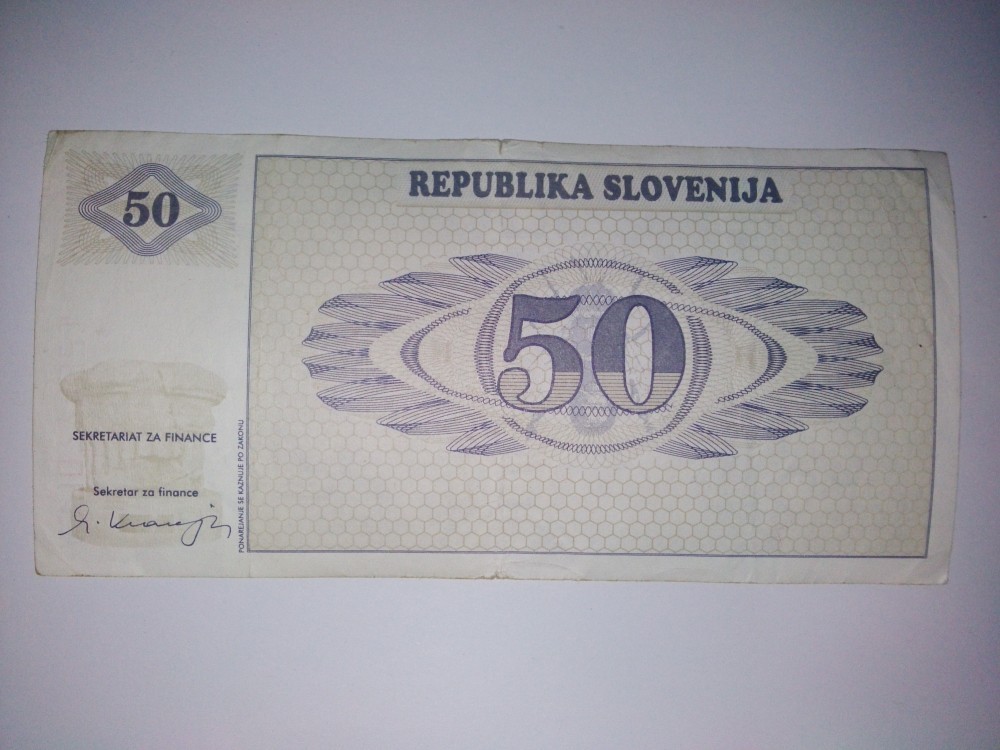 50
REPUBLIKA SLOVENIJA
50
SEKRETARIAT ZA FINANCE
Sekretar za finance
PONAREJANJE SE KAZNUJE PO ZAKONU